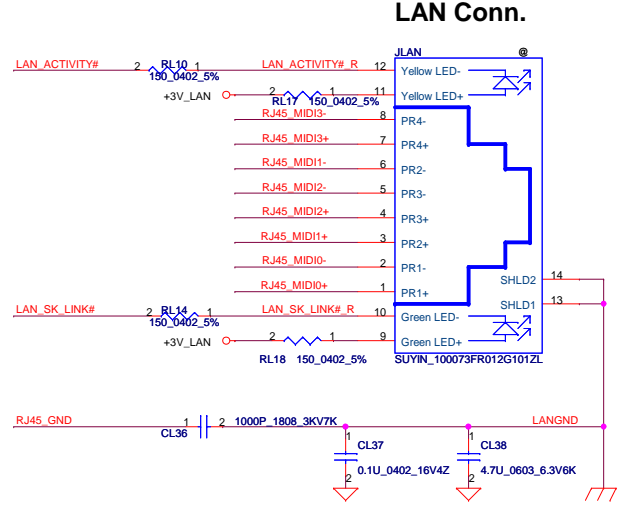 LAN Conn.
JLAN @
LAN_ACTIVITY# 2 RL10 1 LAN_ACTIVITY#_R 12 Yellow LED-
150_0402_5%
+3V_LAN 2 1 11 Yellow LED+
RL17 150_0402_5%
RJ45_MIDI3- 8 PR4-
RJ45_MIDI3+ 7 PR4+
RJ45_MIDI1- 6 PR2-
RJ45_MIDI2- 5 PR3-
RJ45_MIDI2+ 4 PR3+
RJ45_MIDI1+ 3 PR2+
RJ45_MIDI0- 2 PR1-
SHLD2 14
RJ45_MIDI0+ 1 PR1+
SHLD1 13
LAN_SK_LINK# 2 RL14 1 LAN_SK_LINK#_R 10 Green LED-
150_0402_5%
+3V_LAN 2 1 9 Green LED+
RL18 150_0402_5% SUYIN_100073FR012G101ZL
RJ45_GND 1 2 1000P_1808_3KV7K LANGND
CL36
1 CL37 1 CL38
2 0.1U_0402_16V4Z 2 4.7U_0603_6.3V6K